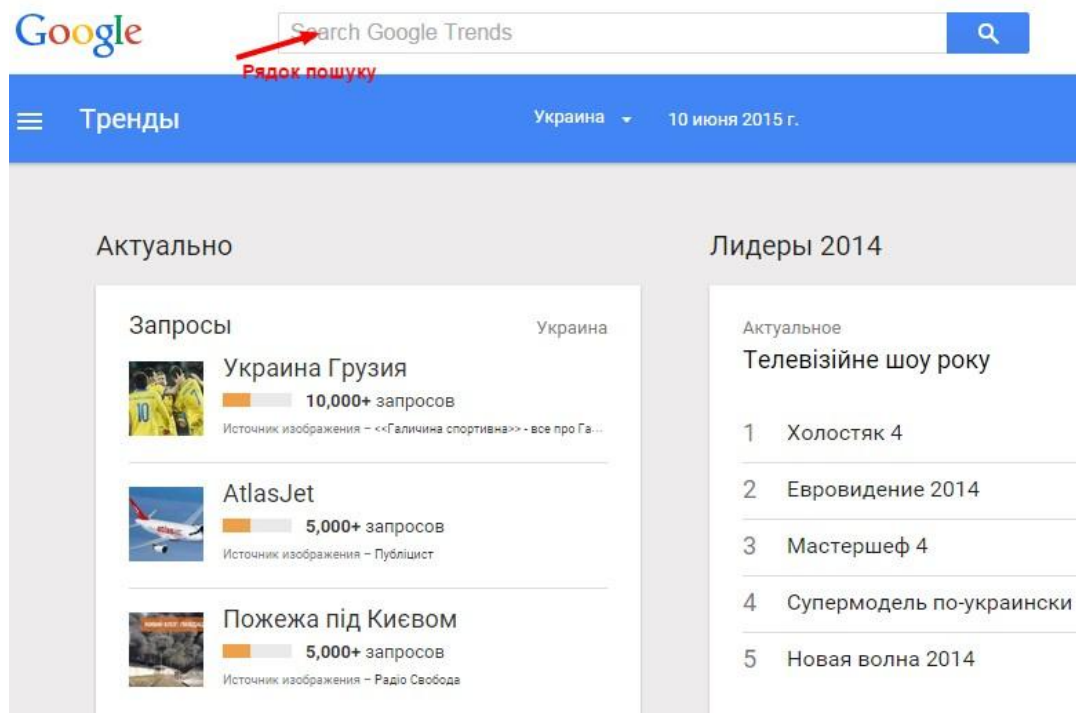 Google
Search Google Trends
Рядок пошуку
Тренды
Украина
10 июня 2015 г.
Актуально
Запросы
Украина
Украина Грузия
10,000+ запросов
Источник изображения – <<Галичина спортивна>> - все про Га...
AtlasJet
5,000+ запросов
Источник изображения – Публіцист
Пожежа під Києвом
5,000+ запросов
Источник изображения – Радіо Свобода
Лидеры 2014
Актуальное
Телевізійне шоу року
1 Холостяк 4
2 Евровидение 2014
3 Мастершеф 4
4 Супермодель по-украински
5 Новая волна 2014